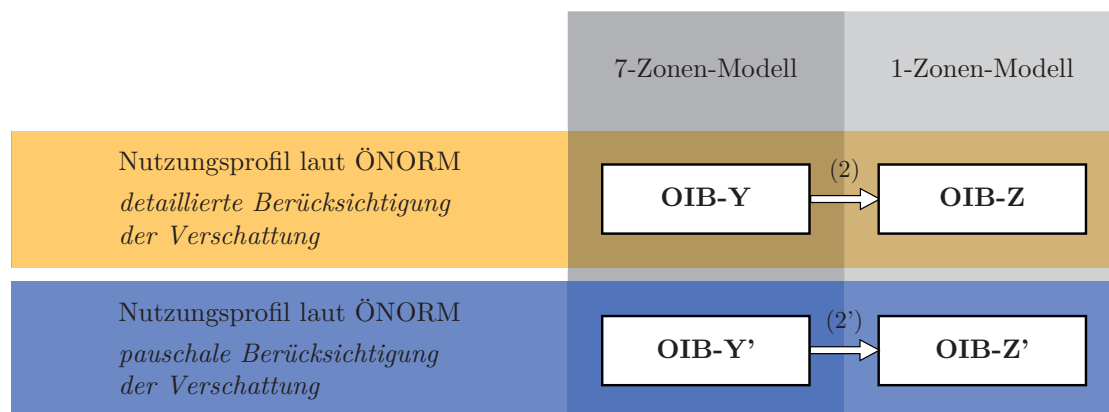 7-Zonen-Modell 1-Zonen-Modell
Nutzungsprofil laut ÖNORM
detaillierte Berücksichtigung
der Verschattung
OIB-Y (2) OIB-Z
Nutzungsprofil laut ÖNORM
pauschale Berücksichtigung
der Verschattung
OIB-Y' (2') OIB-Z'